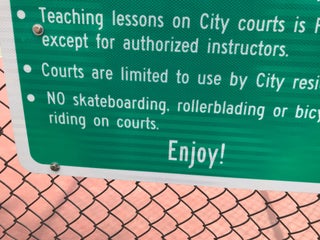 • Teaching lessons on City courts is
except for authorized instructors.
• Courts are limited to use by City
• NO skateboarding, rollerblading or
riding on courts.
Enjoy!